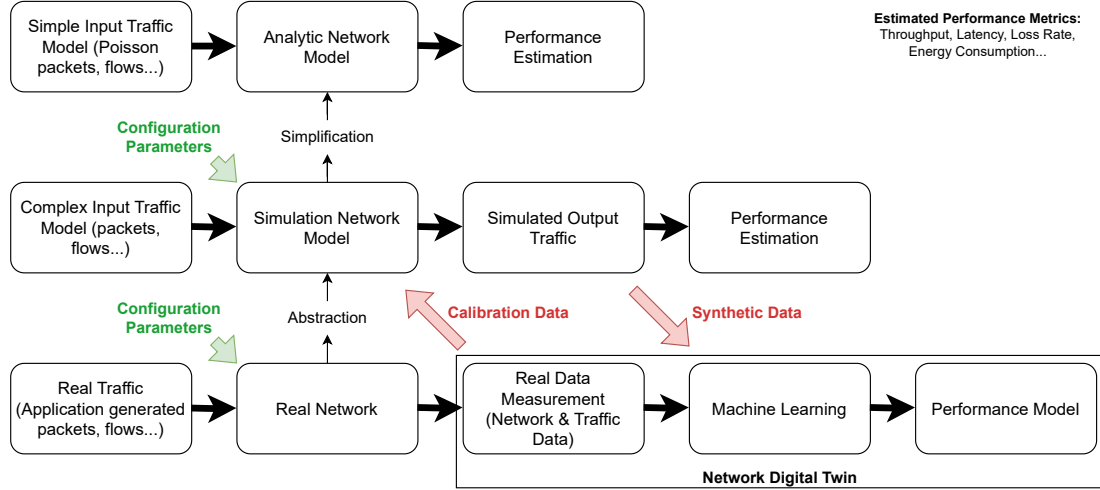 Simple Input Traffic
Model (Poisson
packets, flows...)
Analytic Network
Model
Performance
Estimation
Estimated Performance Metrics:
Throughput, Latency, Loss Rate,
Energy Consumption...
Simplification
Configuration
Parameters
Complex Input Traffic
Model (packets,
flows...)
Simulation Network
Model
Simulated Output
Traffic
Performance
Estimation
Configuration
Parameters
Abstraction
Calibration Data
Synthetic Data
Real Traffic
(Application generated
packets, flows...)
Real Network
Real Data
Measurement
(Network & Traffic
Data)
Machine Learning
Performance Model
Network Digital Twin